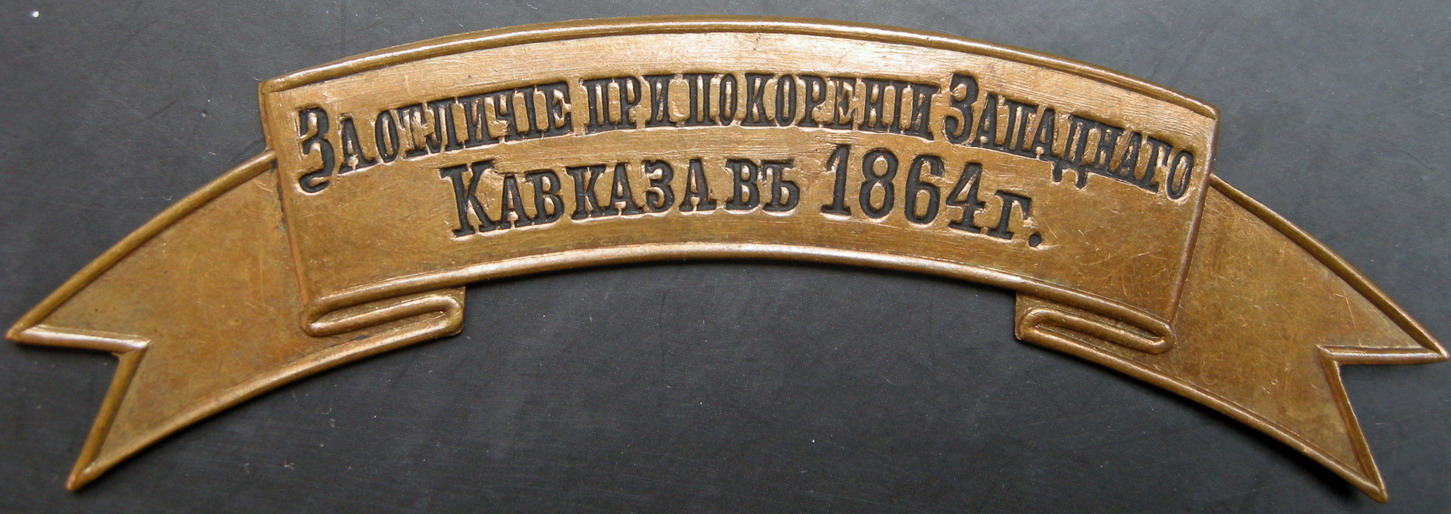 За отличіе при покореніи Западнаго
Кавказа въ 1864 г.